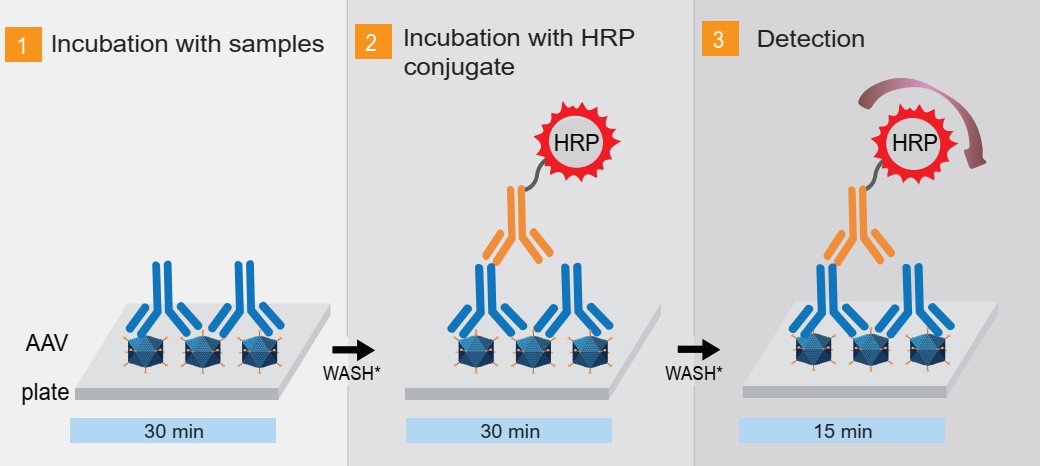 1 Incubation with samples
2 Incubation with HRP
conjugate
3 Detection
HRP
HRP
AAV
plate
WASH*
WASH*
30 min
30 min
15 min